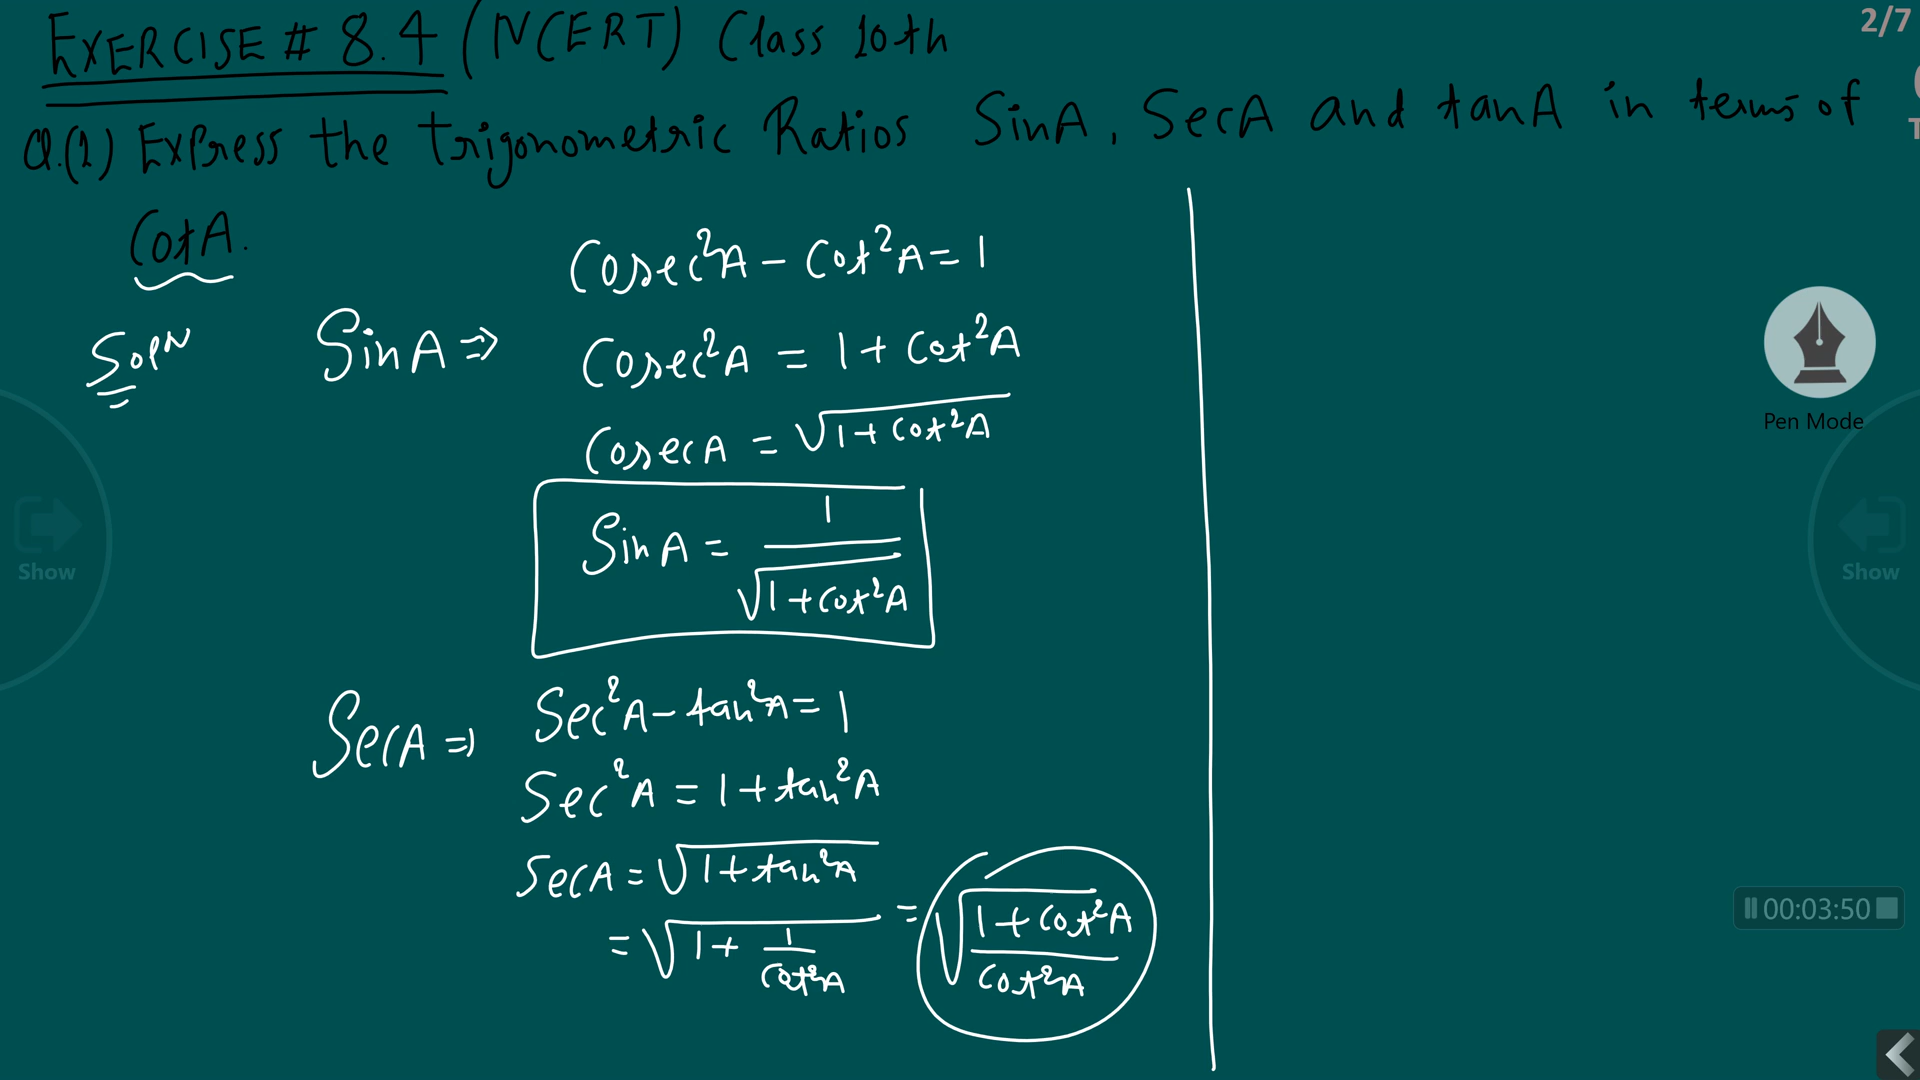 EXERCISE # 8.4 (NCERT) Class 10th
2/7
Q.(1) Express the trigonometric Ratios SinA, SecA and tanA in terms of
CotA.
Cosec²A - Cot²A = 1
Soln SinA ⇒ Cosec²A = 1 + Cot²A
Pen Mode
CosecA = √1+Cot²A
SinA = 1/√1+Cot²A
Show
Show
SecA ⇒ Sec²A - tan²A = 1
Sec²A = 1 + tan²A
SecA = √1+tan²A
= √1+ 1/Cot²A = √1+Cot²A/Cot²A
00:03:50